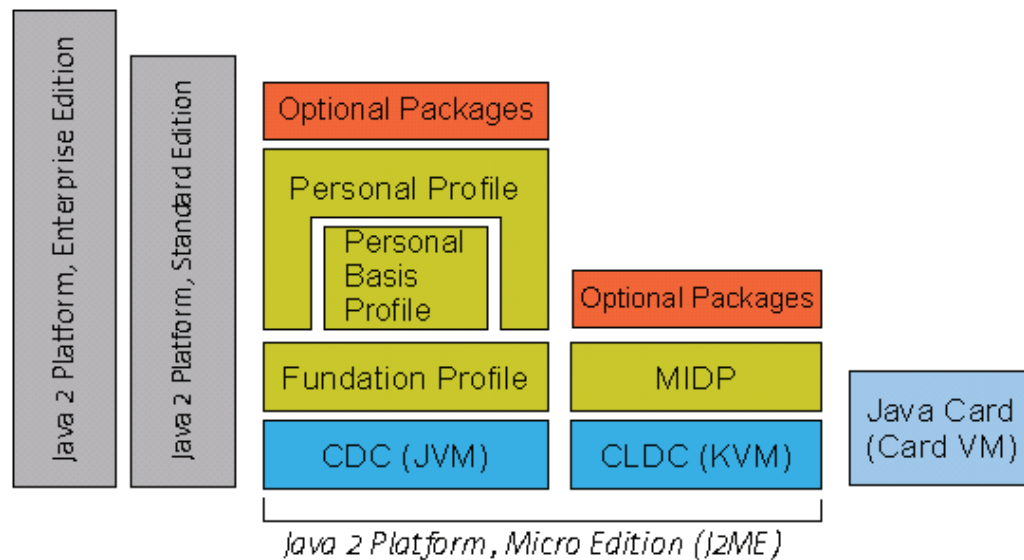 Java 2 Platform, Enterprise Edition
Java 2 Platform, Standard Edition
Optional Packages
Personal Profile
Personal
Basis
Profile
Fundation Profile
CDC (JVM)
Optional Packages
MIDP
CLDC (KVM)
Java Card
(Card VM)
Java 2 Platform, Micro Edition (J2ME)